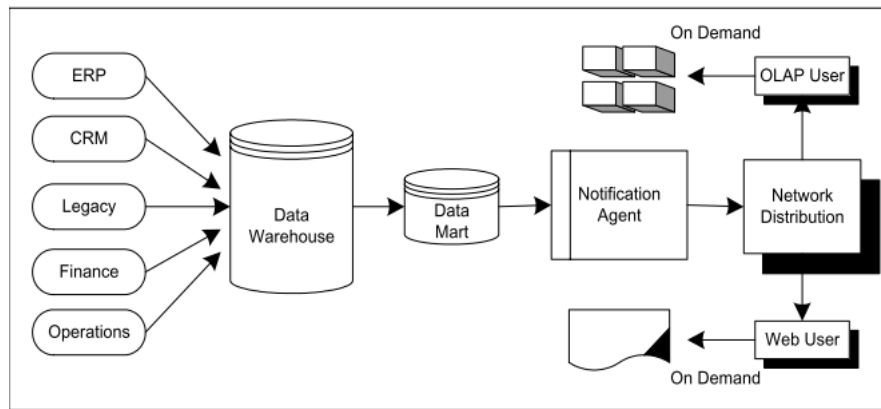 On Demand
ERP
OLAP User
CRM
Legacy
Data
Warehouse
Data
Mart
Notification
Agent
Network
Distribution
Finance
Operations
Web User
On Demand